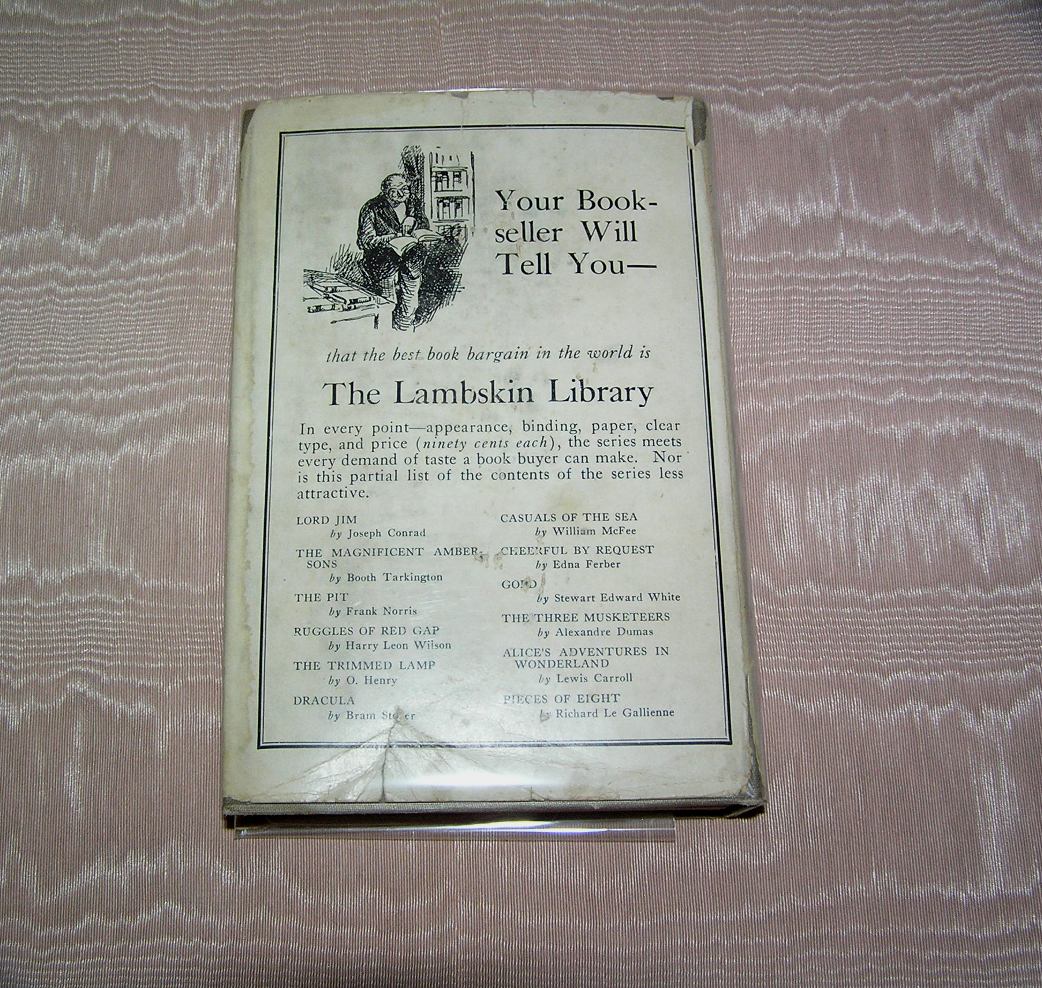 Your Book-
seller Will
Tell You—
that the best book bargain in the world is
The Lambskin Library
In every point—appearance, binding, paper, clear
type, and price (ninety cents each), the series meets
every demand of taste a book buyer can make. Nor
is this partial list of the contents of the series less
attractive.
LORD JIM
by Joseph Conrad
THE MAGNIFICENT AMBER-
SONS
by Booth Tarkington
THE PIT
by Frank Norris
RUGGLES OF RED GAP
by Harry Leon Wilson
THE TRIMMED LAMP
by O. Henry
DRACULA
by Bram Stoker
CASUALS OF THE SEA
by William McFee
CHEERFUL BY REQUEST
by Edna Ferber
GOLD
by Stewart Edward White
THE THREE MUSKETEERS
by Alexandre Dumas
ALICE'S ADVENTURES IN
WONDERLAND
by Lewis Carroll
PIECES OF EIGHT
by Richard Le Gallienne